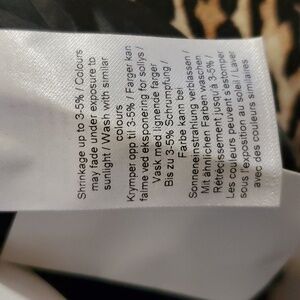 Shrinkage up to 3-5% / Colours
may fade under exposure to
sunlight / Wash with similar
colours
Krymper opp til 3-5% / Farger kan
falme ved eksponering for sollys /
Vask med lignende farger
Bis zu 3-5% Schrumpfung /
Farbe kann bei
Sonneneinstrahlung verblassen /
Mit ähnlichen Farben waschen
Rétrécissement jusqu'à 3-5% /
Les couleurs peuvent s'estomper
sous l'exposition au soleil / Laver
avec des couleurs similaires